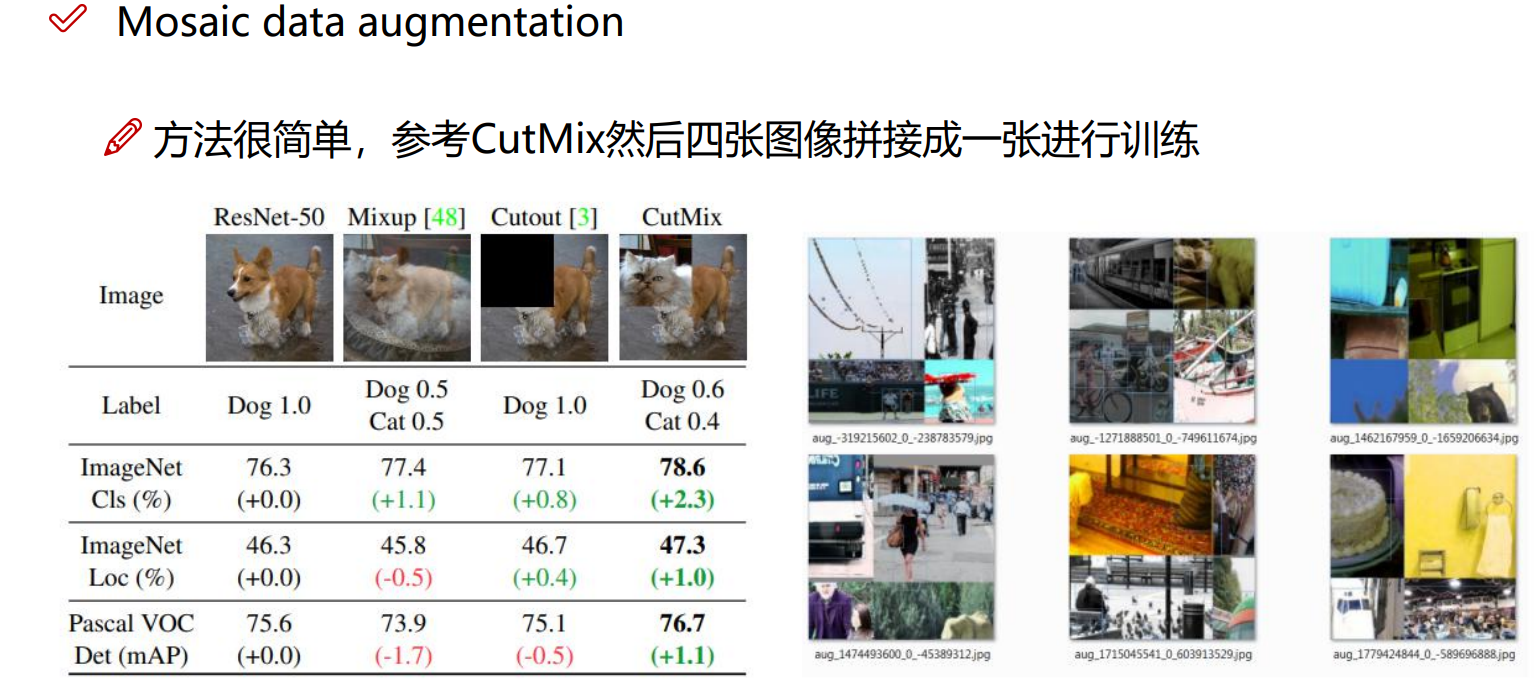 Mosaic data augmentation
方法很简单，参考CutMix然后四张图像拼接成一张进行训练
ResNet-50 Mixup [48] Cutout [3] CutMix
Image
Label Dog 1.0 Dog 0.5 Cat 0.5 Dog 1.0 Dog 0.6 Cat 0.4
ImageNet Cls (%) 76.3 (+0.0) 77.4 (+1.1) 77.1 (+0.8) 78.6 (+2.3)
ImageNet Loc (%) 46.3 (+0.0) 45.8 (-0.5) 46.7 (+0.4) 47.3 (+1.0)
Pascal VOC Det (mAP) 75.6 (+0.0) 73.9 (-1.7) 75.1 (-0.5) 76.7 (+1.1)
LIFE
aug_-319215602_0_-238783579.jpg aug_-1271888501_0_-749611674.jpg aug_1462167959_0_-1659206634.jpg
aug_1474493600_0_-45389312.jpg aug_1715045541_0_603913529.jpg aug_1779424844_0_-589696888.jpg